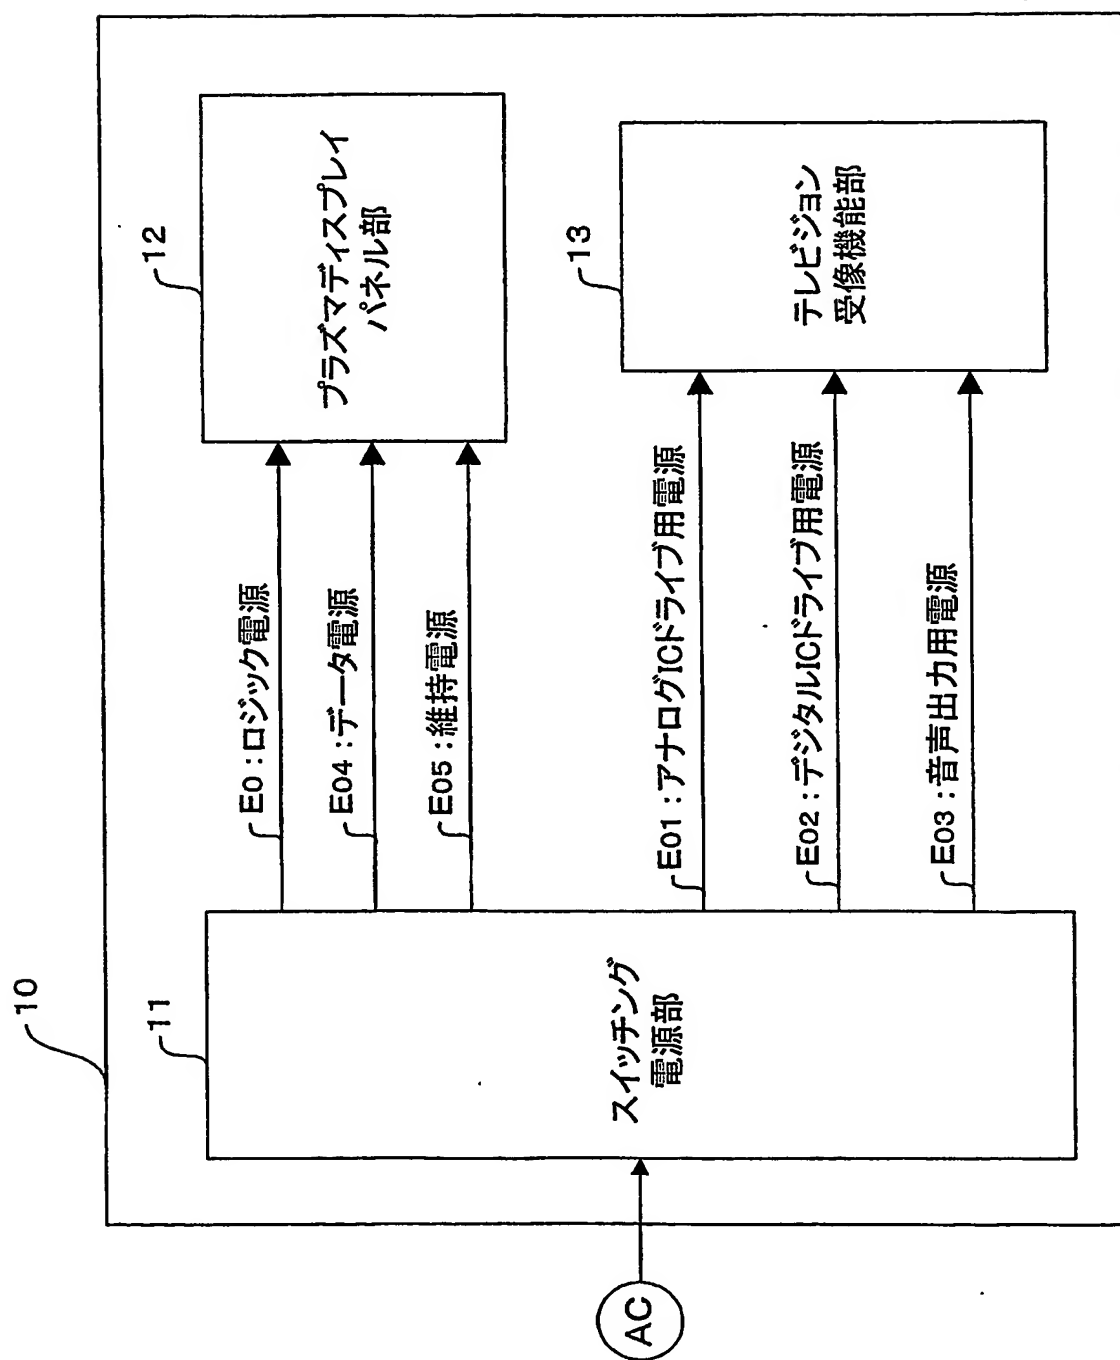 10
11
スイッチング
電源部
AC
E0:ロジック電源
E04:データ電源
E05:維持電源
12
プラズマディスプレイ
パネル部
E01:アナログICドライブ用電源
E02:デジタルICドライブ用電源
E03:音声出力用電源
13
テレビジョン
受像機能部